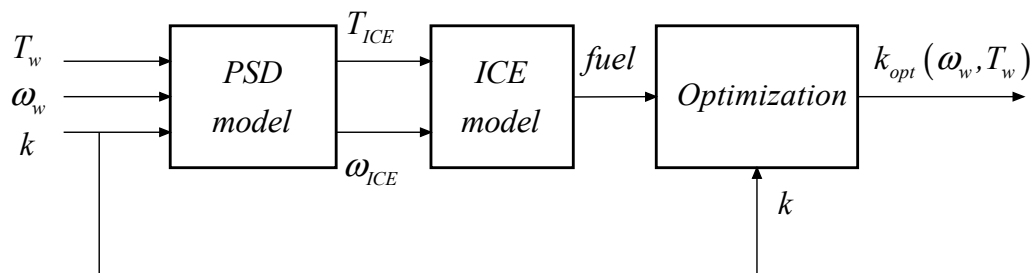 T_w
ω_w
k
PSD
model
T_ICE
ω_ICE
ICE
model
fuel
Optimization
k
k_opt (ω_w, T_w)